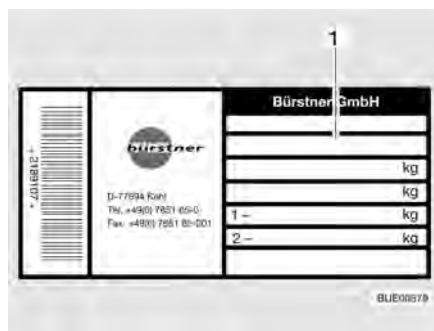 1
Bürstner GmbH
+ 2189107 +
bürstner
D-77694 Kehl
Tel. +49(0) 7851 85-0
Fax. +49(0) 7851 85-201
kg
kg
1 – kg
2 – kg